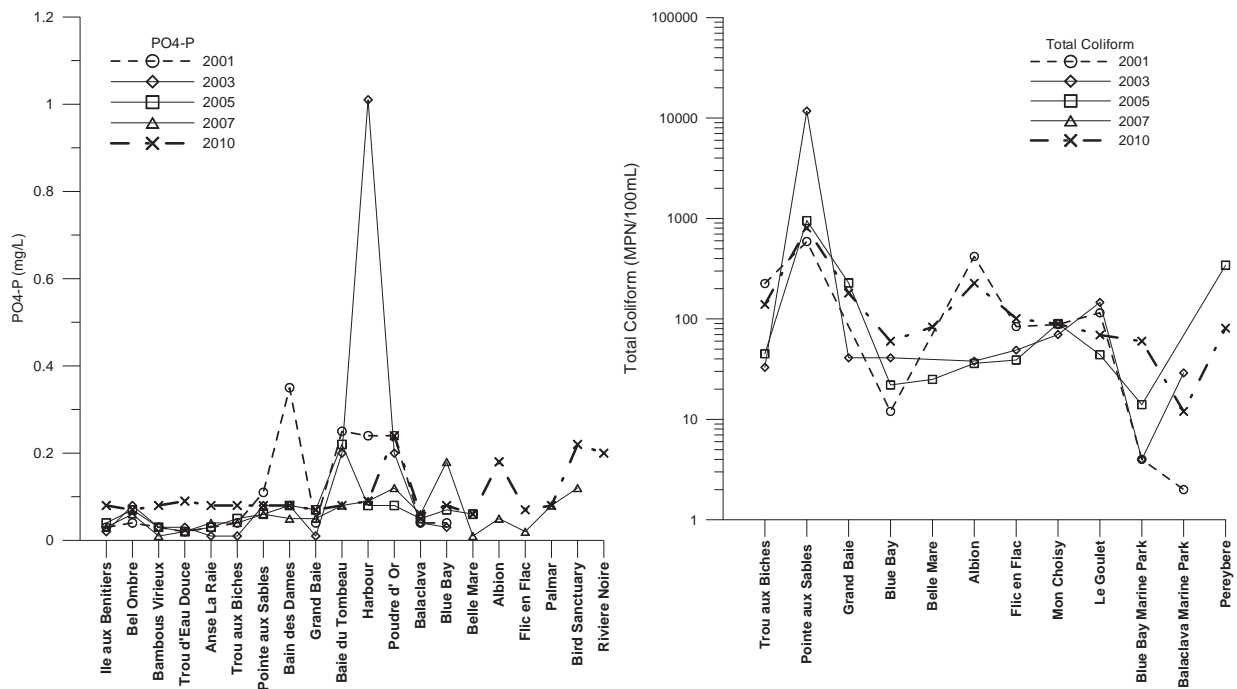 PO4-P
2001
2003
2005
2007
2010
1.2
1
0.8
0.6
0.4
0.2
0
PO4-P (mg/L)
Ile aux Benitiers
Bel Ombre
Bambous Virieux
Trou d'Eau Douce
Anse La Raie
Trou aux Biches
Pointe aux Sables
Bain des Dames
Grand Baie
Baie du Tombeau
Harbour
Poudre d' Or
Balaclava
Blue Bay
Belle Mare
Albion
Flic en Flac
Palmar
Bird Sanctuary
Riviere Noire
Total Coliform
2001
2003
2005
2007
2010
100000
10000
1000
100
10
1
Total Coliform (MPN/100mL)
Trou aux Biches
Pointe aux Sables
Grand Baie
Blue Bay
Belle Mare
Albion
Flic en Flac
Mon Choisy
Le Goulet
Blue Bay Marine Park
Balaclava Marine Park
Pereybere